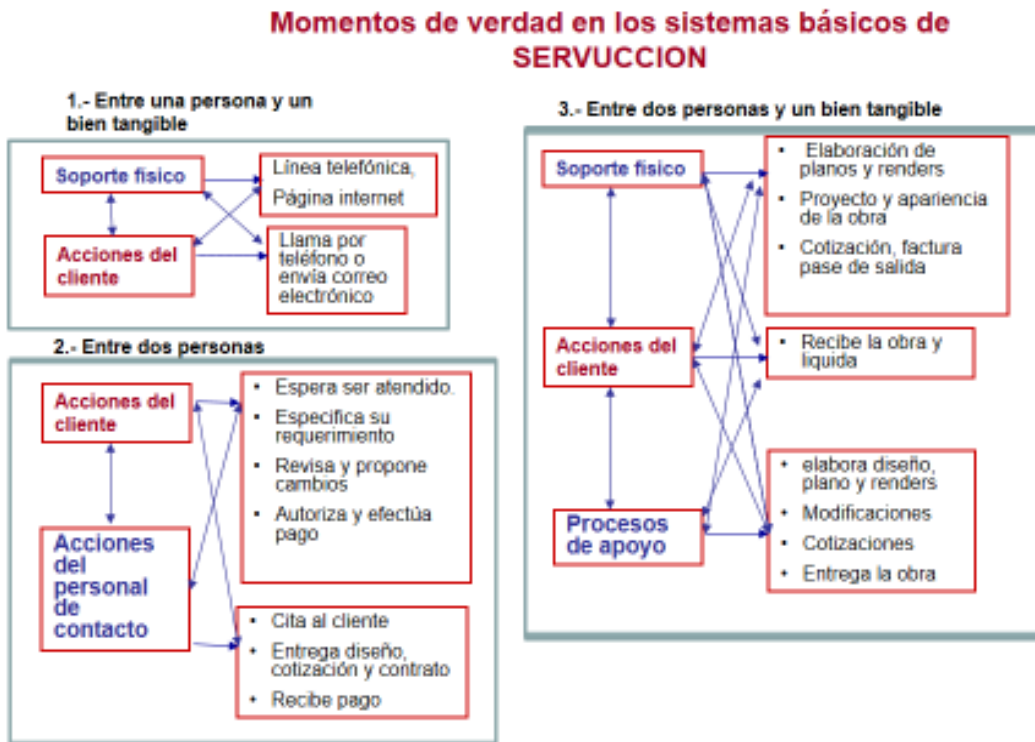 Momentos de verdad en los sistemas básicos de
SERVUCCION
1.- Entre una persona y un
bien tangible
Soporte fisico
Línea telefónica,
Página internet
Acciones del
cliente
Llama por
teléfono o
envía correo
electrónico
2.- Entre dos personas
Acciones del
cliente
• Espera ser atendido.
• Especifica su
requerimiento
• Revisa y propone
cambios
• Autoriza y efectúa
pago
Acciones
del
personal
de
contacto
• Cita al cliente
• Entrega diseño,
cotización y contrato
• Recibe pago
3.- Entre dos personas y un bien tangible
Soporte fisico
• Elaboración de
planos y renders
• Proyecto y apariencia
de la obra
• Cotización, factura
pase de salida
Acciones del
cliente
• Recibe la obra y
liquida
Procesos
de apoyo
• elabora diseño,
plano y renders
• Modificaciones
• Cotizaciones
• Entrega la obra